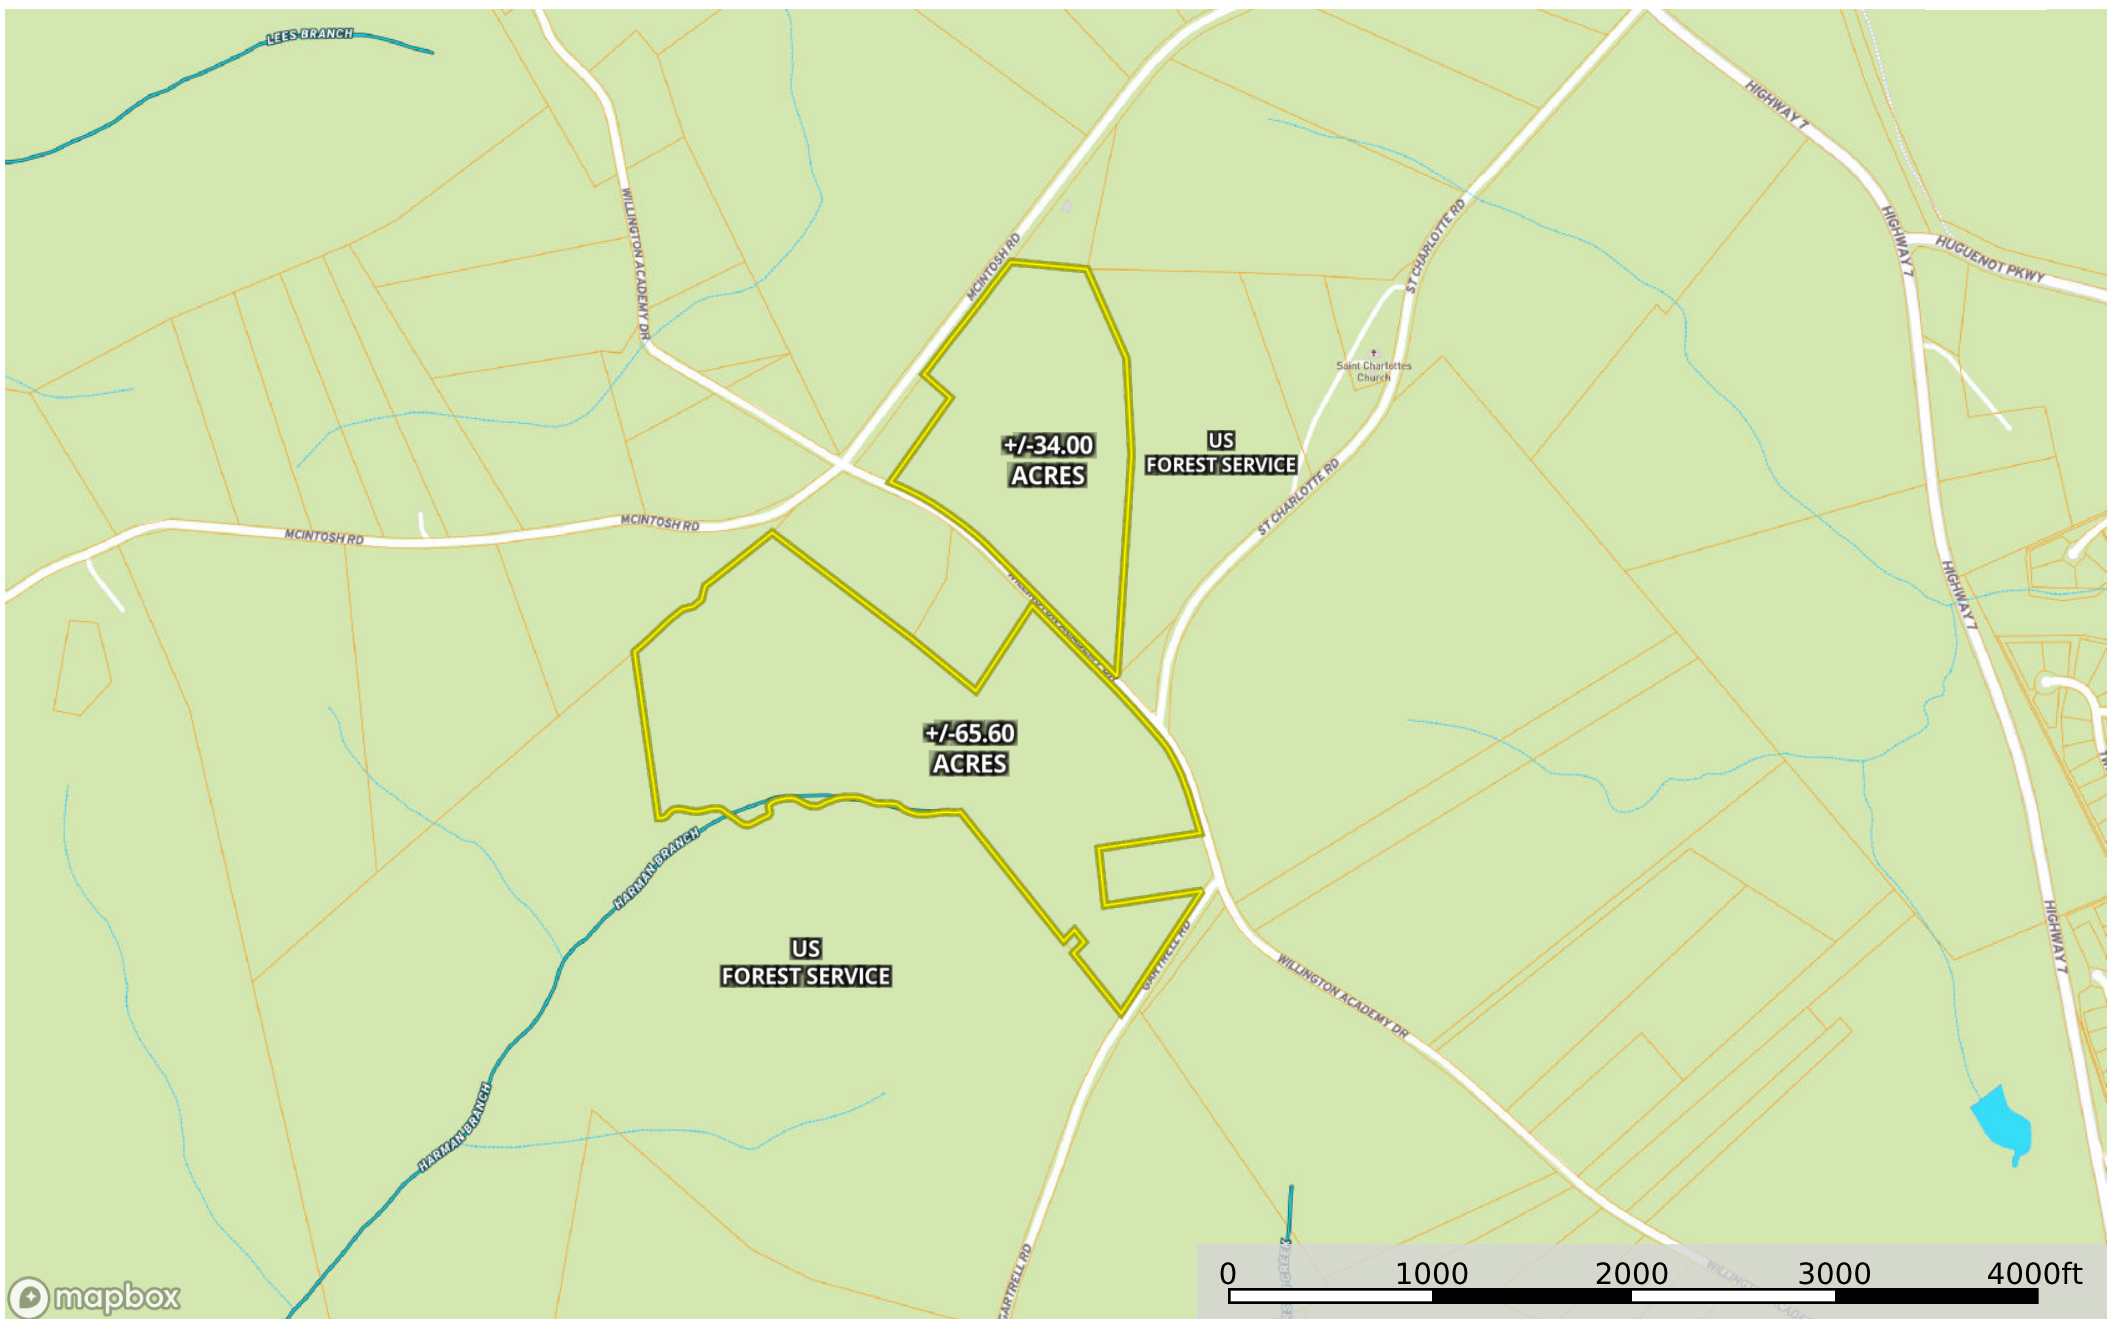 LEES BRANCH
HIGHWAY 7
WILLINGTON ACADEMY DR
MCINTOSH RD
ST CHARLOTTE RD
HIGHWAY 7
HUGUENOT PKWY
Saint Charlottes
Church
+/-34.00
ACRES
US
FOREST SERVICE
MCINTOSH RD
MCINTOSH RD
ST CHARLOTTE RD
HIGHWAY 7
+/-65.60
ACRES
HARMAN BRANCH
US
FOREST SERVICE
GARTRELL RD
WILLINGTON ACADEMY DR
HIGHWAY 7
HARMAN BRANCH
GARTRELL RD
CREEK
0 1000 2000 3000 4000ft
mapbox